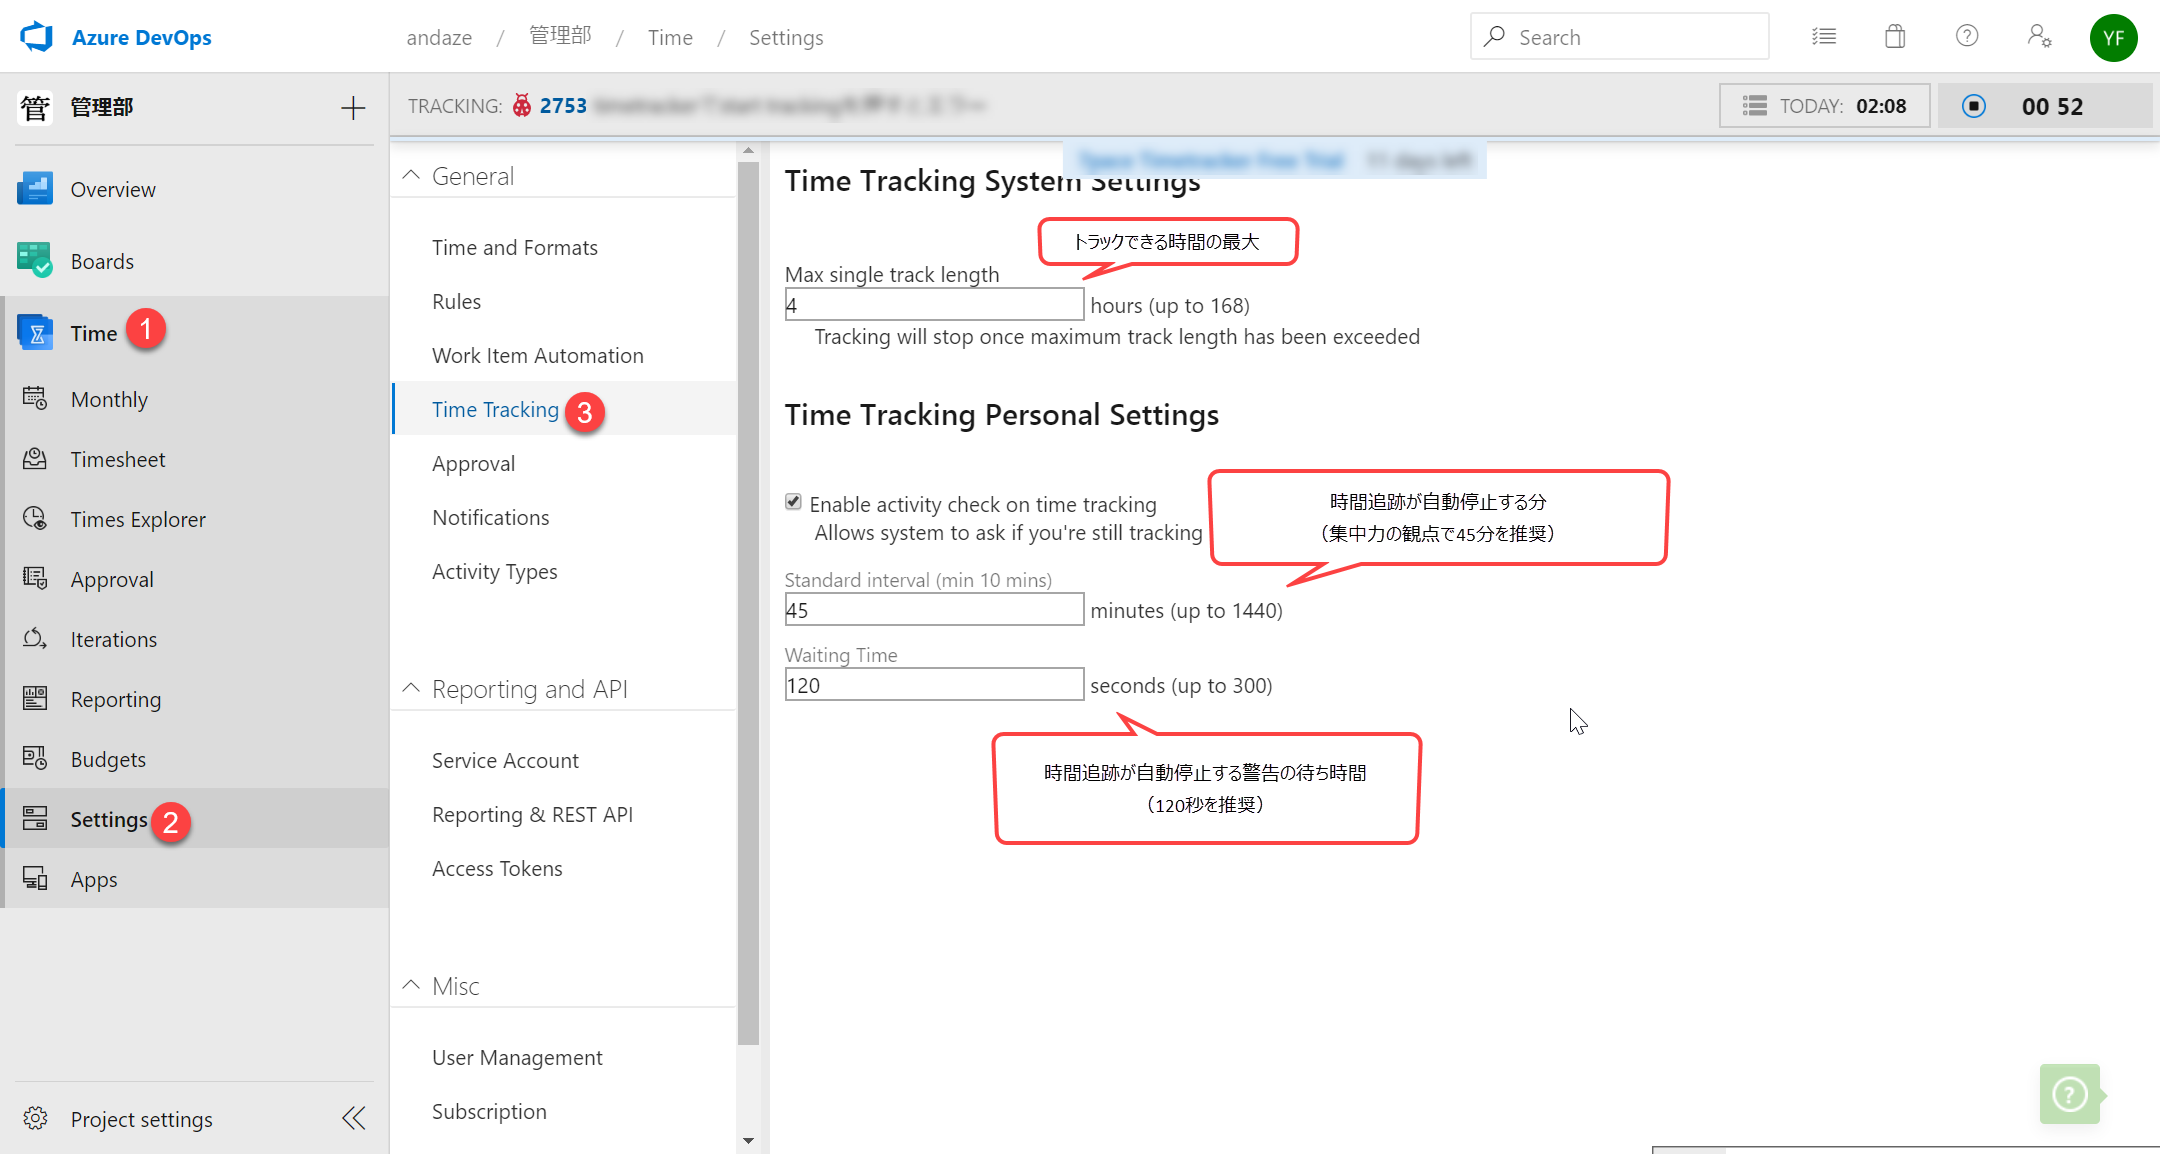 Azure DevOps
andaze / 管理部 / Time / Settings
Search
YF
管 管理部
TRACKING: 2753
TODAY: 02:08
00 52
Overview
Boards
Time 1
Monthly
Timesheet
Times Explorer
Approval
Iterations
Reporting
Budgets
Settings 2
Apps
Project settings
General
Time and Formats
Rules
Work Item Automation
Time Tracking 3
Approval
Notifications
Activity Types
Reporting and API
Service Account
Reporting & REST API
Access Tokens
Misc
User Management
Subscription
Time Tracking System Settings
トラックできる時間の最大
Max single track length
4 hours (up to 168)
Tracking will stop once maximum track length has been exceeded
Time Tracking Personal Settings
Enable activity check on time tracking
Allows system to ask if you're still tracking
時間追跡が自動停止する分
（集中力の観点で45分を推奨）
Standard interval (min 10 mins)
45 minutes (up to 1440)
Waiting Time
120 seconds (up to 300)
時間追跡が自動停止する警告の待ち時間
（120秒を推奨）